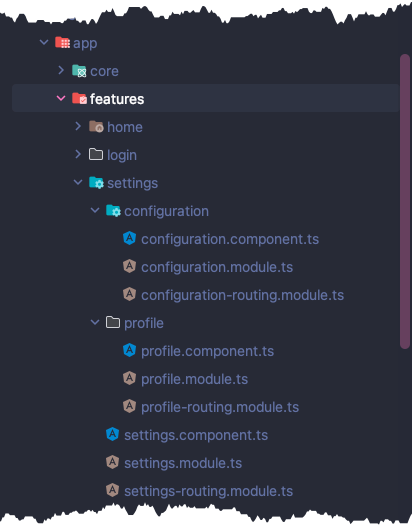 app
core
features
home
login
settings
configuration
configuration.component.ts
configuration.module.ts
configuration-routing.module.ts
profile
profile.component.ts
profile.module.ts
profile-routing.module.ts
settings.component.ts
settings.module.ts
settings-routing.module.ts